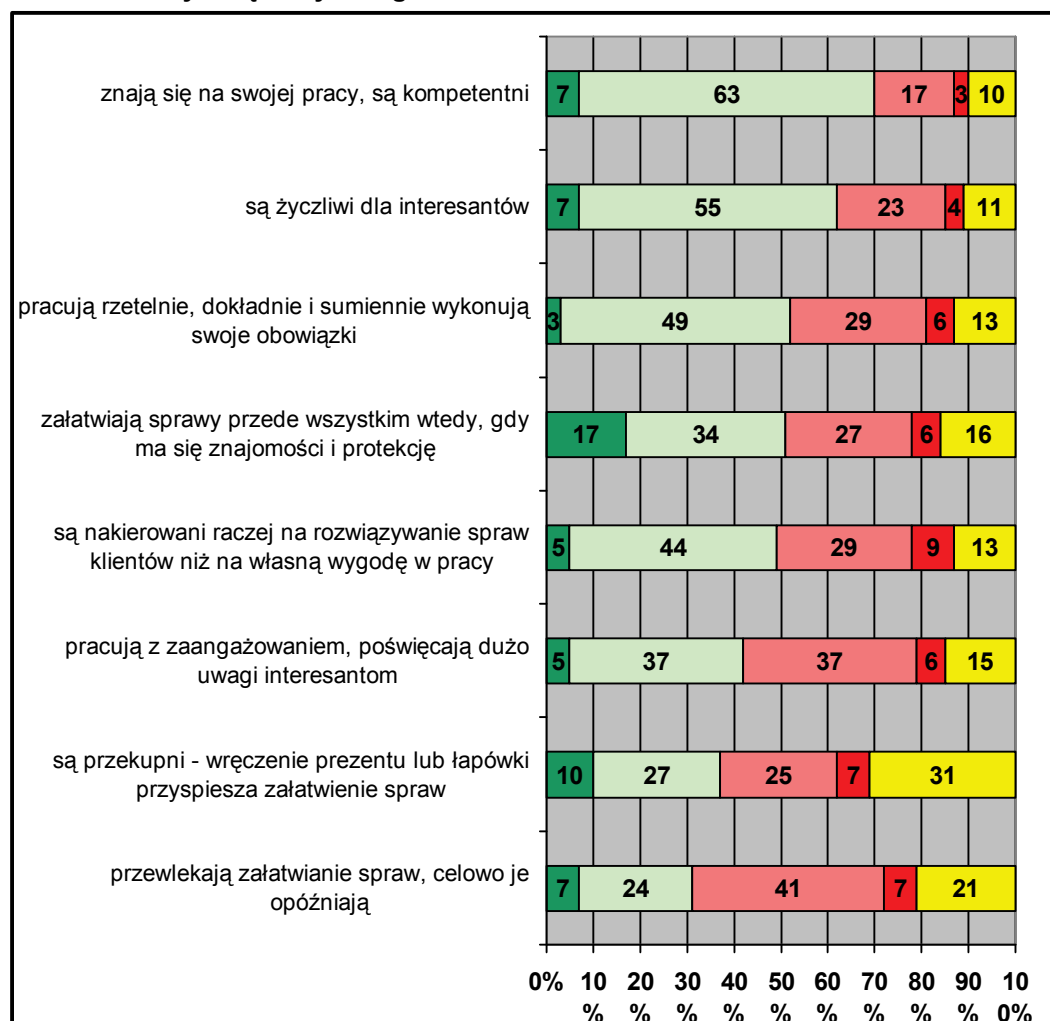 znają się na swojej pracy, są kompetentni
7 63 17 3 10
są życzliwi dla interesantów
7 55 23 4 11
pracują rzetelnie, dokładnie i sumiennie wykonują
swoje obowiązki
3 49 29 6 13
załatwiają sprawy przede wszystkim wtedy, gdy
ma się znajomości i protekcję
17 34 27 6 16
są nakierowani raczej na rozwiązywanie spraw
klientów niż na własną wygodę w pracy
5 44 29 9 13
pracują z zaangażowaniem, poświęcają dużo
uwagi interesantom
5 37 37 6 15
są przekupni - wręczenie prezentu lub łapówki
przyspiesza załatwienie spraw
10 27 25 7 31
przewlekają załatwianie spraw, celowo je
opóźniają
7 24 41 7 21
0% 10 20 30 40 50 60 70 80 90 10
% % % % % % % % % 0%